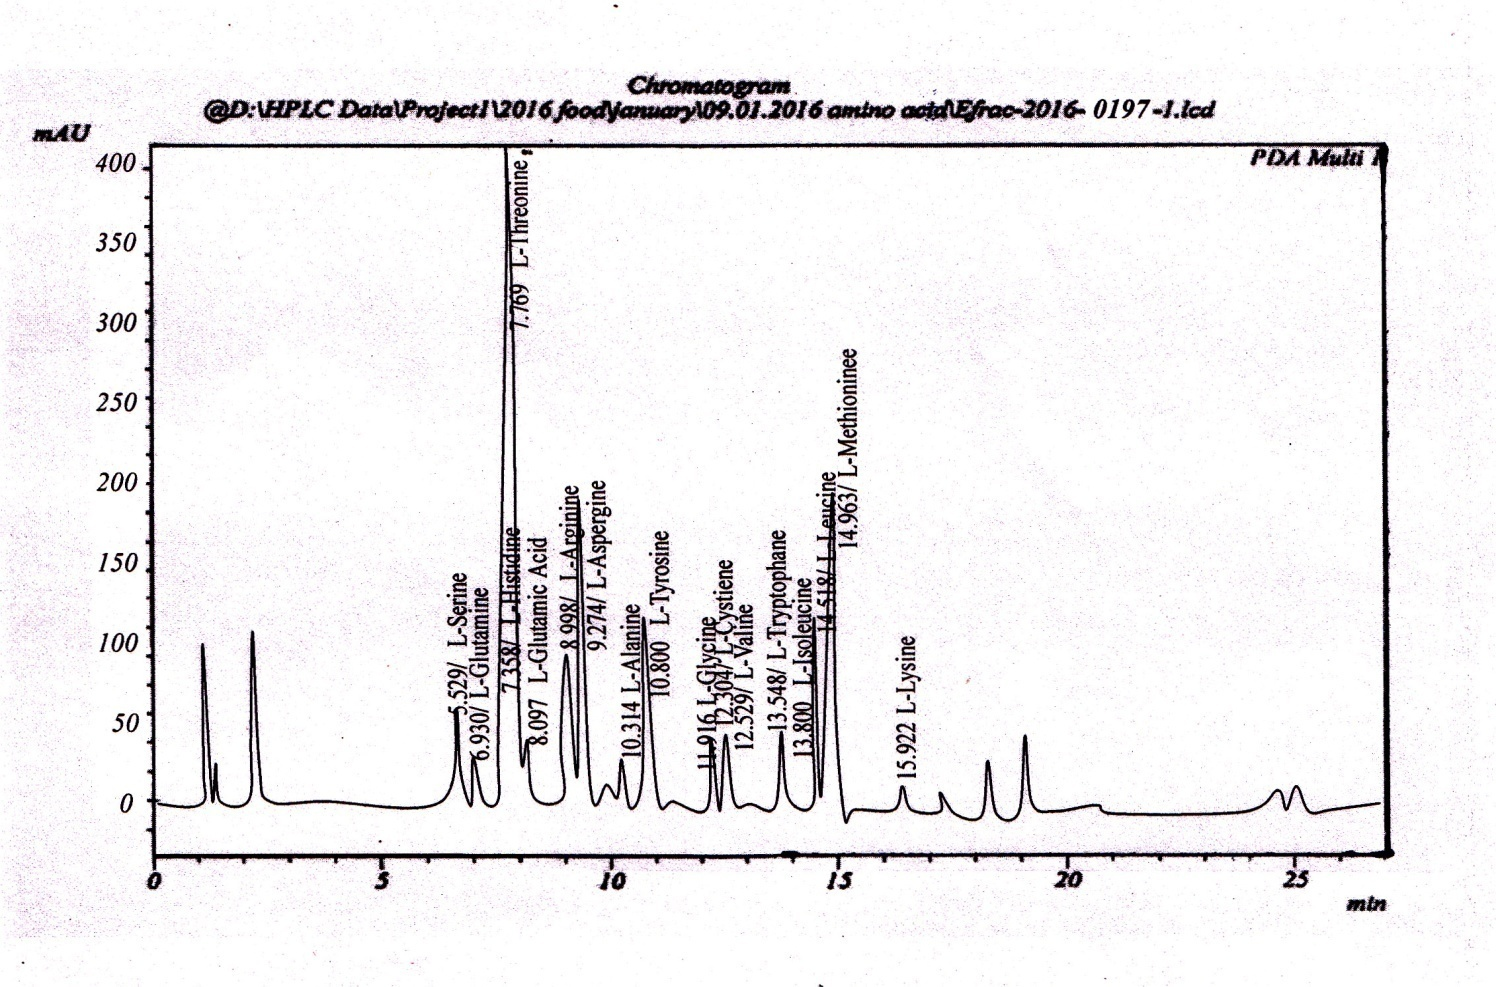 Chromatogram
@D:\HPLC Data\Project1\2016 food\january\09.01.2016 amino acid\Efrac-2016- 0197-1.lcd
mAU
PDA Multi 1
400
350
300
250
200
150
100
50
0
5.529/ L-Serine
6.930/ L-Glutamine
7.358/ L-Histidine
7.769 L-Threonine
8.097 L-Glutamic Acid
8.998/ L-Arginine
9.274/ L-Aspergine
10.314 L-Alanine
10.800 L-Tyrosine
11.916 L-Glycine
12.304/ L-Cystiene
12.529/ L-Valine
13.548/ L-Tryptophane
13.800 L-Isoleucine
14.518/ L-Leucine
14.963/ L-Methioninee
15.922 L-Lysine
0 5 10 15 20 25
min